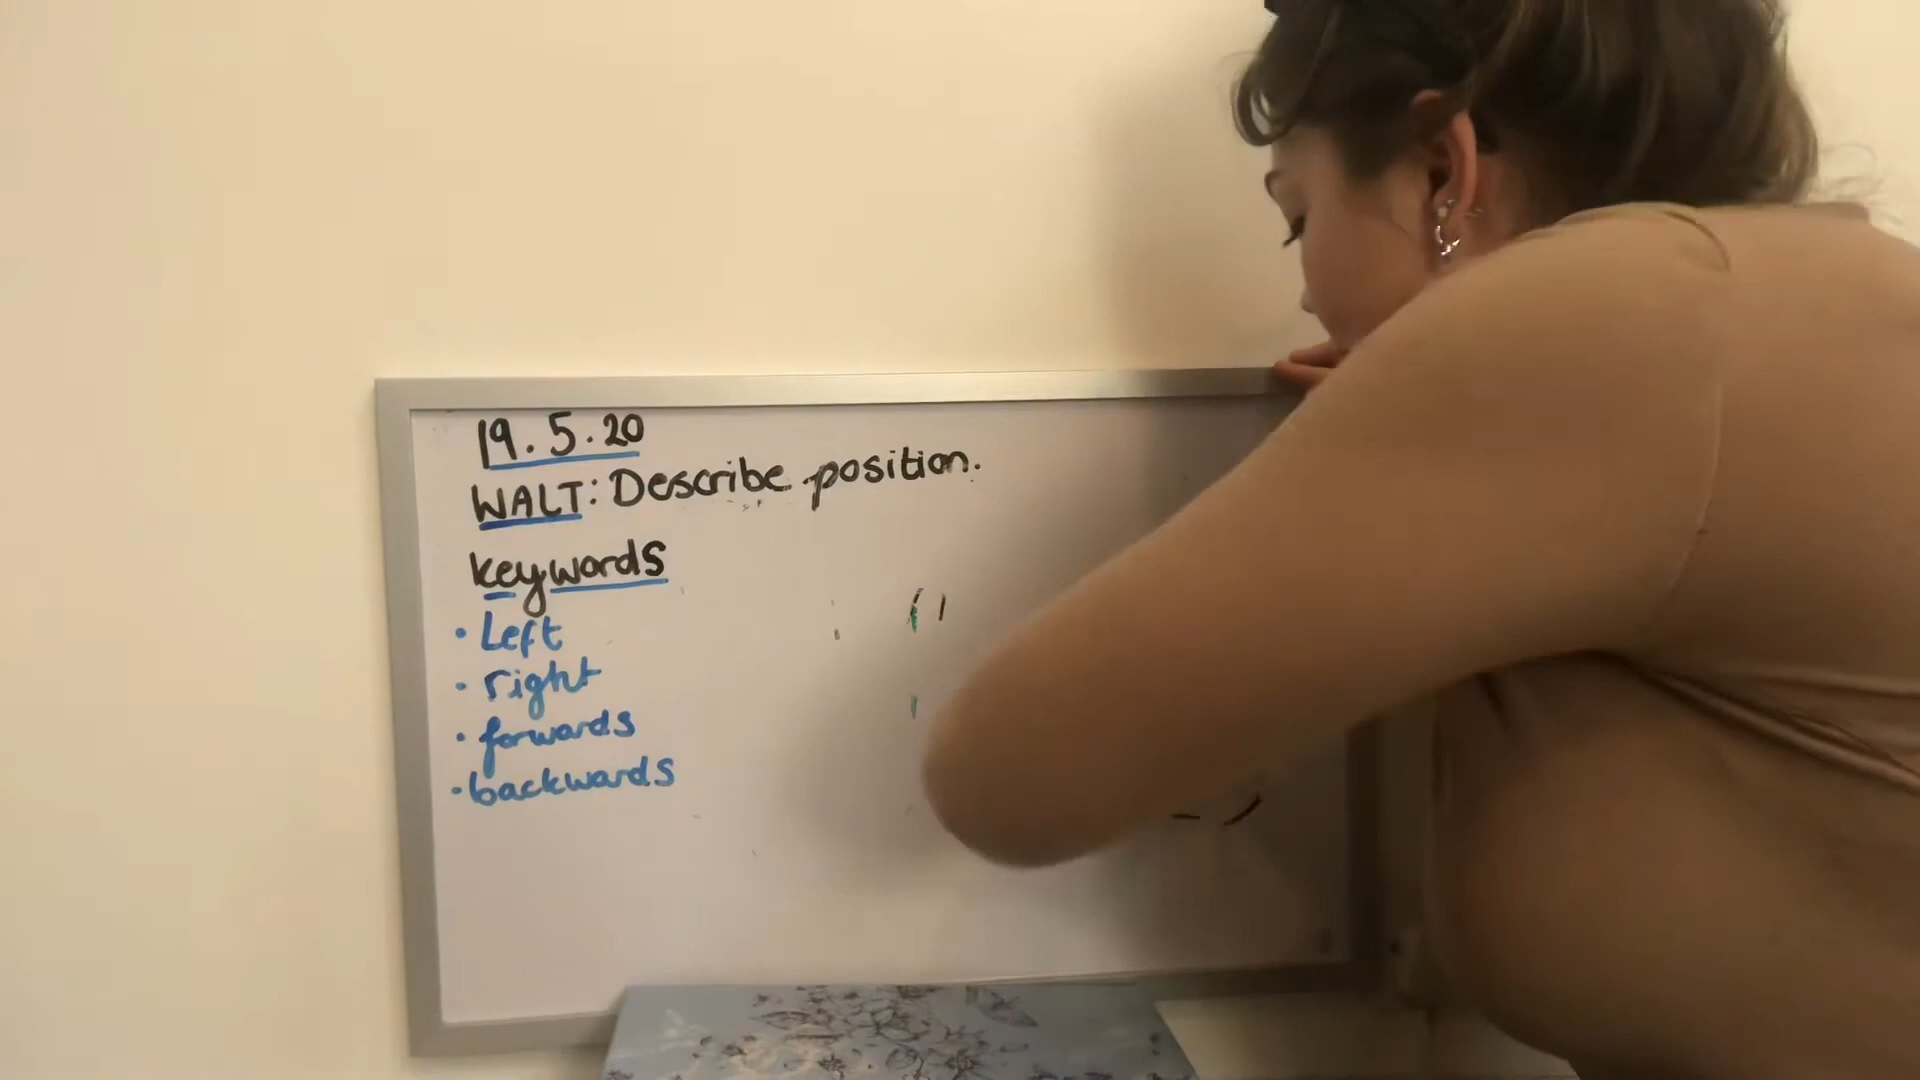 19.5.20
WALT: Describe position.
keywords
• Left
• right
• forwards
• backwards